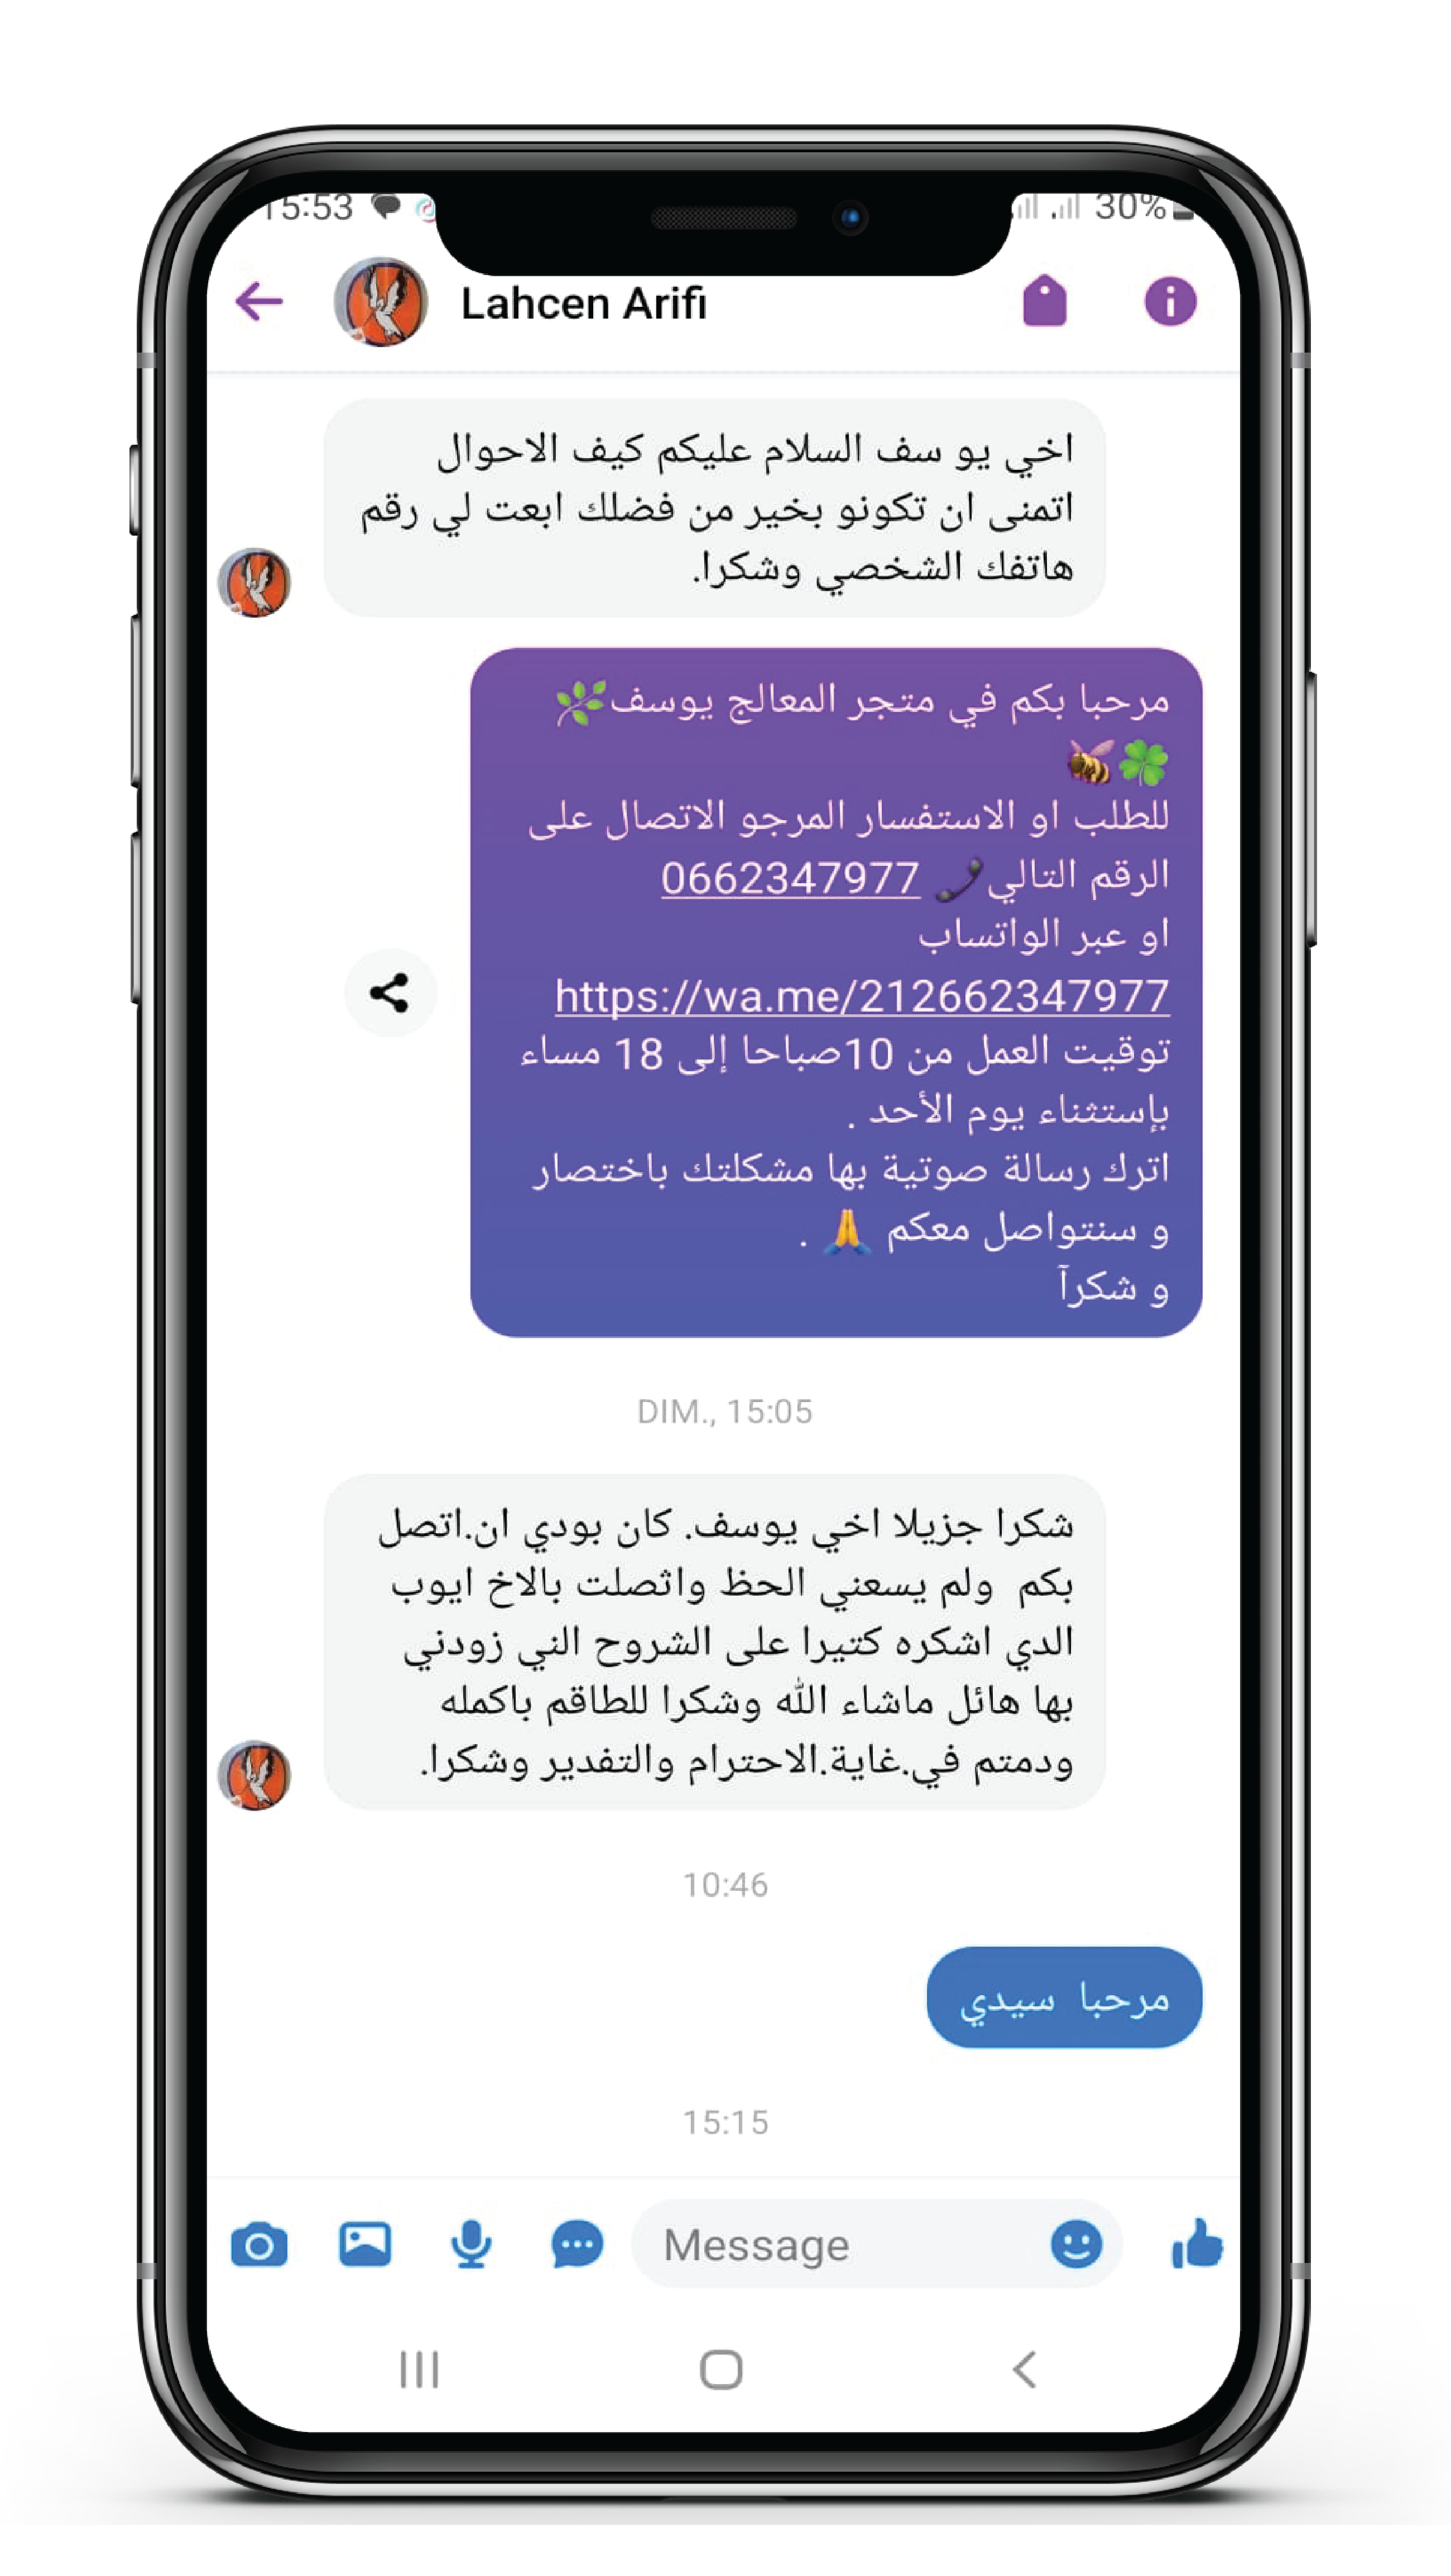 15:53
30%
Lahcen Arifi
اخي يو سف السلام عليكم كيف الاحوال
اتمنى ان تكونو بخير من فضلك ابعت لي رقم
هاتفك الشخصي وشكرا.
مرحبا بكم في متجر المعالج يوسف🌿
🍀🐝
للطلب او الاستفسار المرجو الاتصال على
الرقم التالي📞 0662347977
او عبر الواتساب
https://wa.me/212662347977
توقيت العمل من 10صباحا إلى 18 مساء
بإستثناء يوم الأحد .
اترك رسالة صوتية بها مشكلتك باختصار
و سنتواصل معكم 🙏 .
و شكرآ
DIM., 15:05
شكرا جزيلا اخي يوسف. كان بودي ان.اتصل
بكم  ولم يسعني الحظ واثصلت بالاخ ايوب
الدي اشكره كتيرا على الشروح الني زودني
بها هائل ماشاء الله وشكرا للطاقم باكمله
ودمتم في.غاية.الاحترام والتفدير وشكرا.
10:46
مرحبا  سيدي
15:15
Message